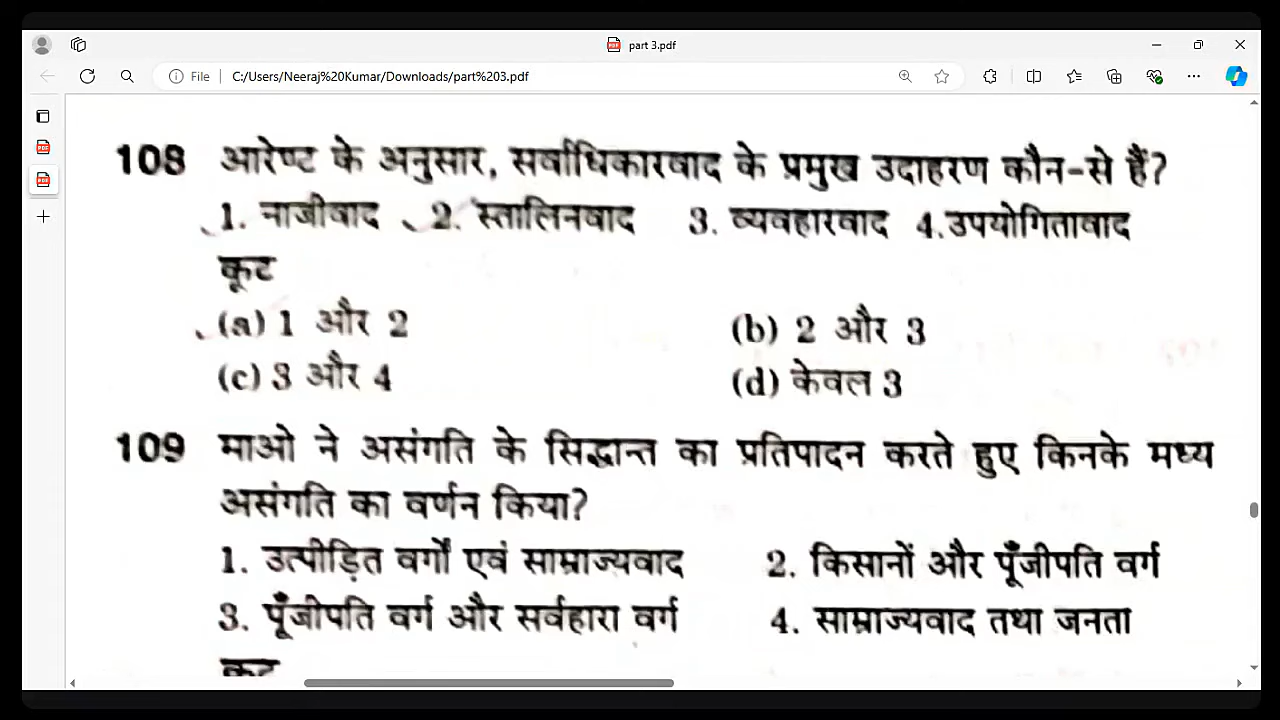 part 3.pdf
File C:/Users/Neeraj%20Kumar/Downloads/part%203.pdf
108 आरेण्ट के अनुसार, सर्वाधिकारवाद के प्रमुख उदाहरण कौन-से हैं?
1. नाजीवाद 2. स्तालिनवाद 3. व्यवहारवाद 4. उपयोगितावाद
कूट
(a) 1 और 2 (b) 2 और 3
(c) 3 और 4 (d) केवल 3
109 माओ ने असंगति के सिद्धान्त का प्रतिपादन करते हुए किनके मध्य
असंगति का वर्णन किया?
1. उत्पीड़ित वर्गों एवं साम्राज्यवाद 2. किसानों और पूँजीपति वर्ग
3. पूँजीपति वर्ग और सर्वहारा वर्ग 4. साम्राज्यवाद तथा जनता
कूट